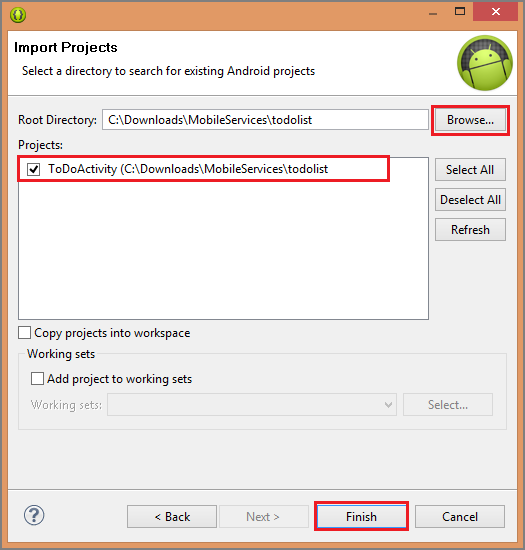 Import Projects
Select a directory to search for existing Android projects
Root Directory: C:\Downloads\MobileServices\todolist Browse...
Projects:
ToDoActivity (C:\Downloads\MobileServices\todolist
Select All
Deselect All
Refresh
Copy projects into workspace
Working sets
Add project to working sets
Working sets: Select...
? < Back Next > Finish Cancel